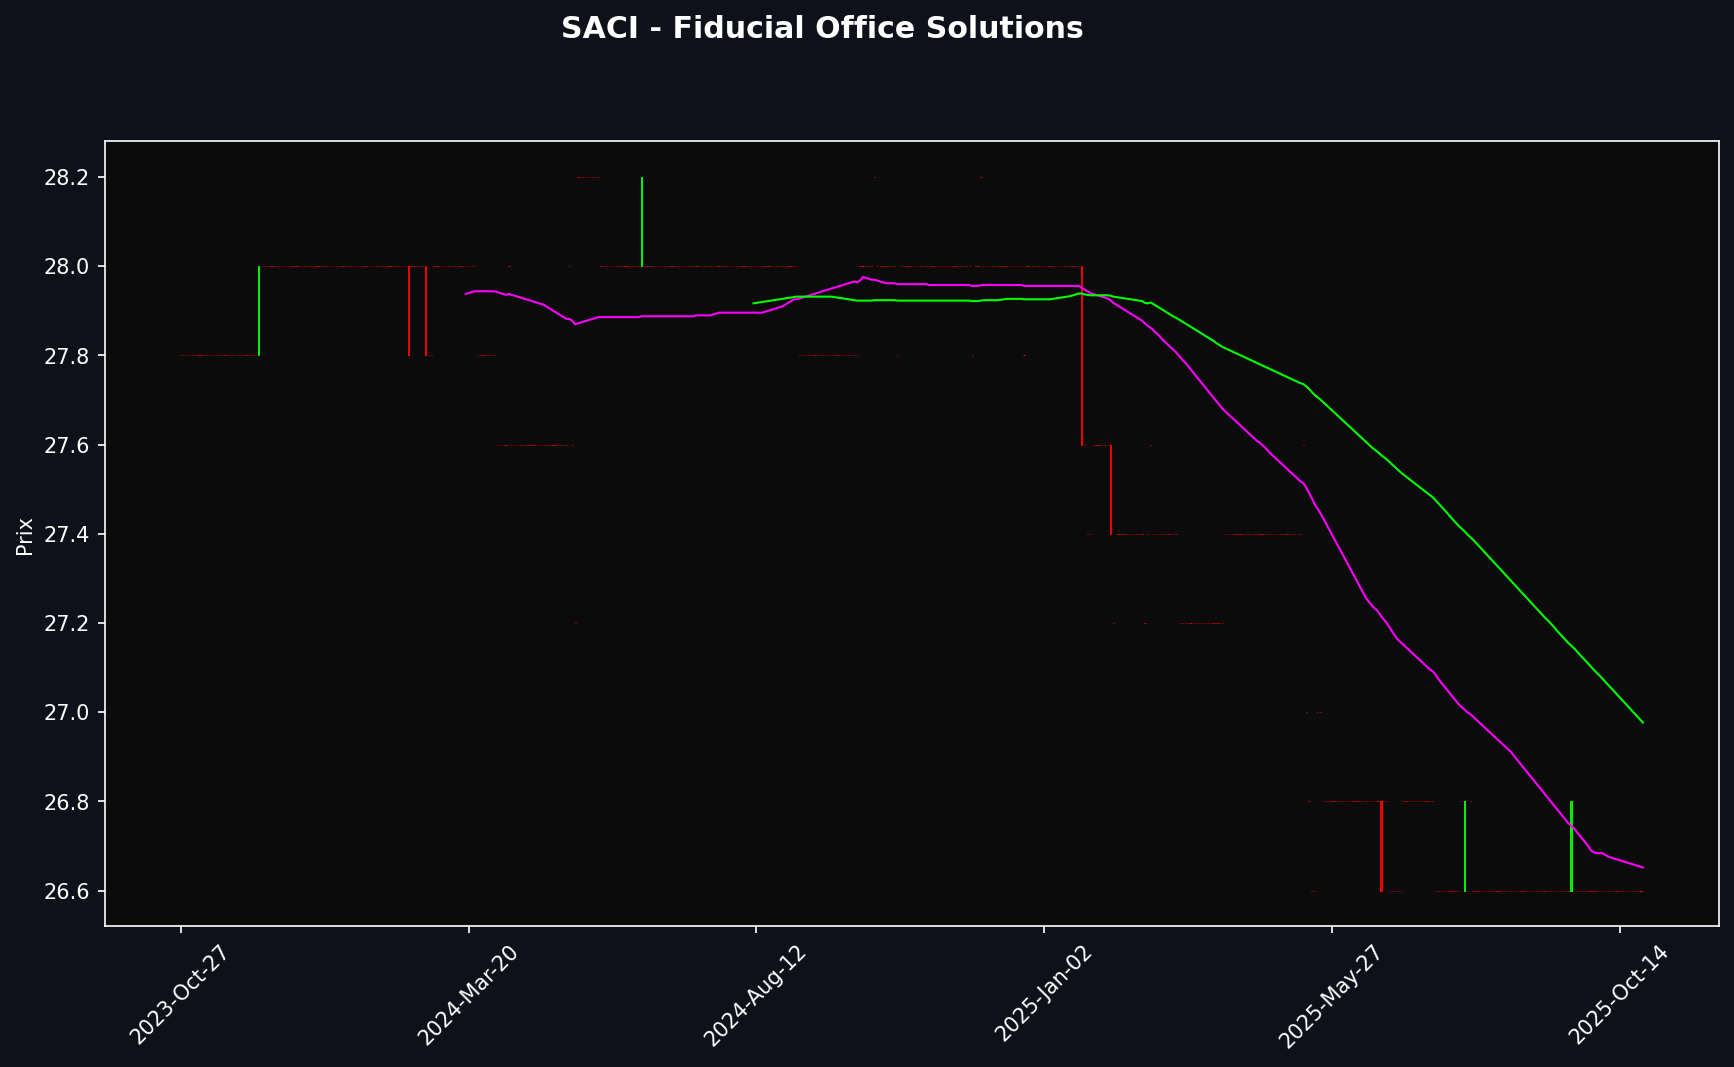 SACI - Fiducial Office Solutions
28.2
28.0
27.8
27.6
27.4
27.2
27.0
26.8
26.6
Prix
2023-Oct-27
2024-Mar-20
2024-Aug-12
2025-Jan-02
2025-May-27
2025-Oct-14